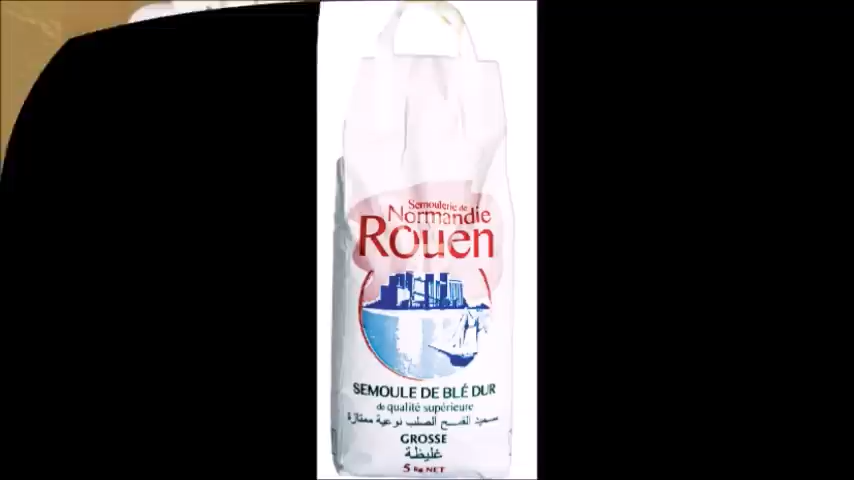 Semoulerie de
Normandie
Rouen
SEMOULE DE BLÉ DUR
de qualité supérieure
سميد القمح الصلب نوعية ممتازة
GROSSE
غليظة
5 KG NET